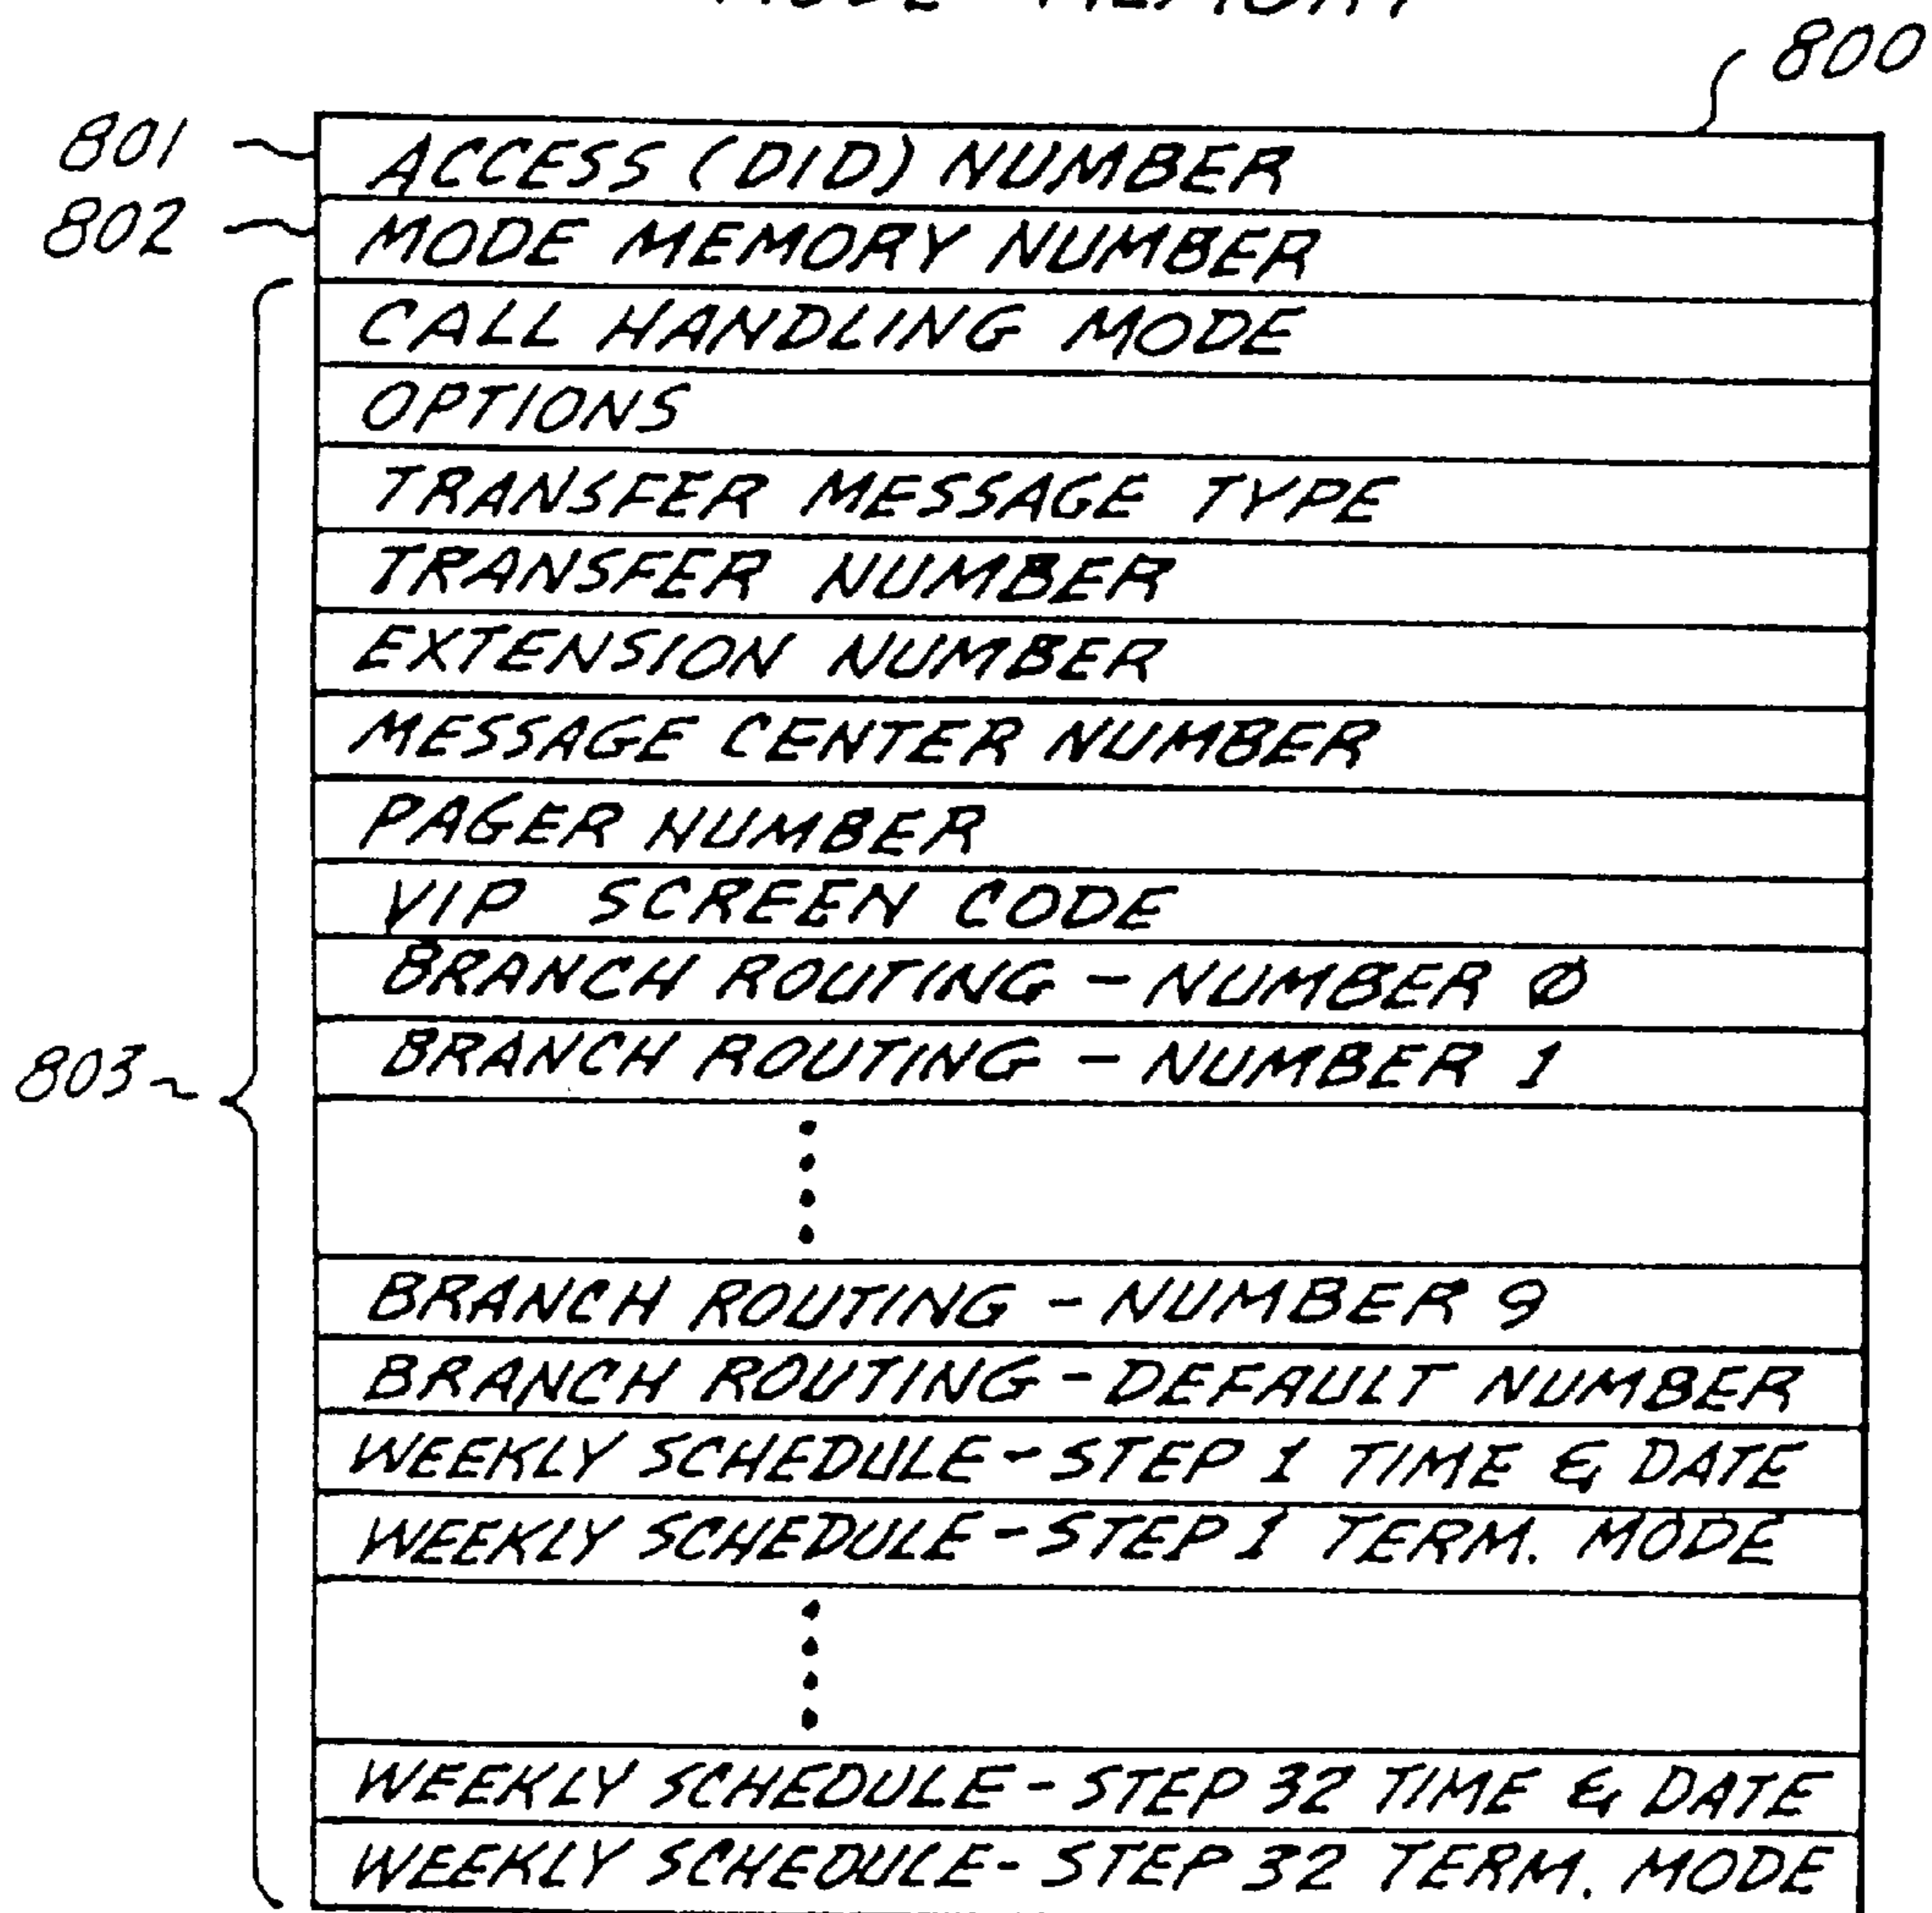 800
801 ACCESS (DID) NUMBER
802 MODE MEMORY NUMBER
CALL HANDLING MODE
OPTIONS
TRANSFER MESSAGE TYPE
TRANSFER NUMBER
EXTENSION NUMBER
MESSAGE CENTER NUMBER
PAGER NUMBER
VIP SCREEN CODE
BRANCH ROUTING - NUMBER Ø
803 BRANCH ROUTING - NUMBER 1
BRANCH ROUTING - NUMBER 9
BRANCH ROUTING - DEFAULT NUMBER
WEEKLY SCHEDULE - STEP 1 TIME & DATE
WEEKLY SCHEDULE - STEP 1 TERM. MODE
WEEKLY SCHEDULE - STEP 32 TIME & DATE
WEEKLY SCHEDULE - STEP 32 TERM. MODE